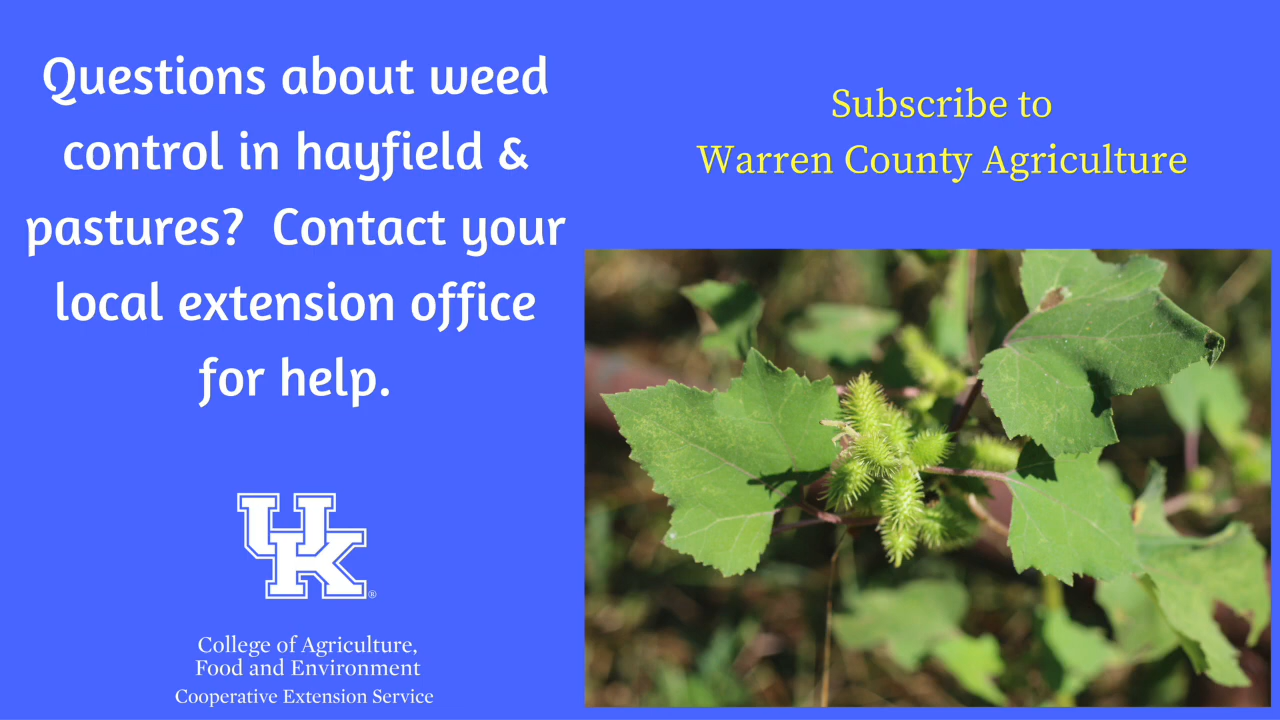 Questions about weed
control in hayfield &
pastures?  Contact your
local extension office
for help.
Subscribe to
Warren County Agriculture
UK®
College of Agriculture,
Food and Environment
Cooperative Extension Service